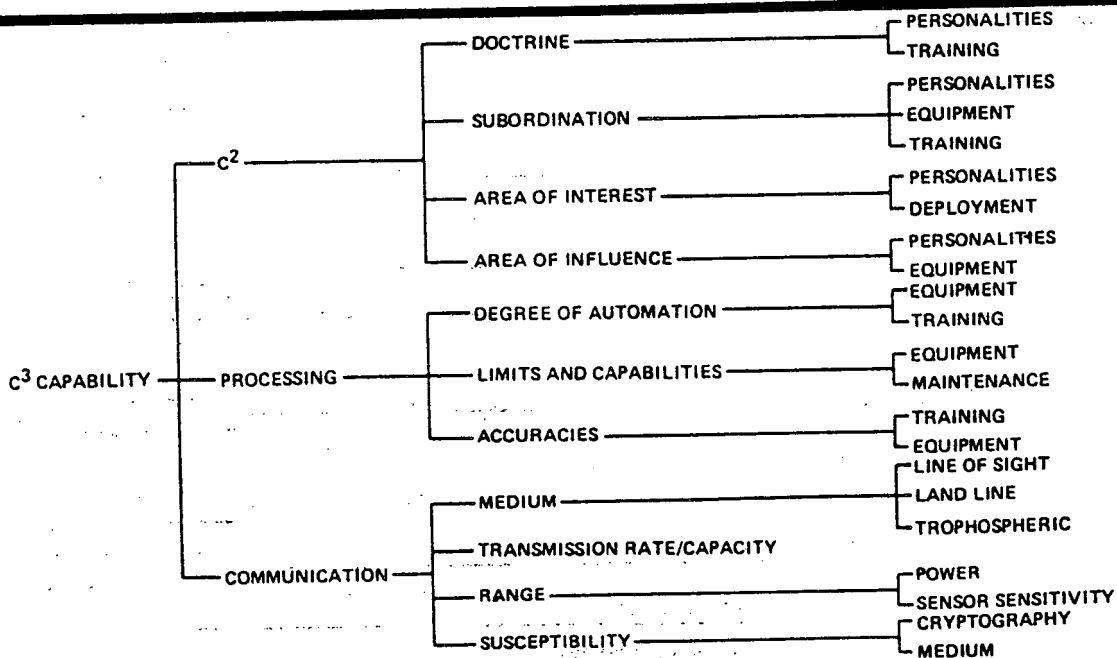 C³ CAPABILITY
C²
DOCTRINE
PERSONALITIES
TRAINING
SUBORDINATION
PERSONALITIES
EQUIPMENT
TRAINING
AREA OF INTEREST
PERSONALITIES
DEPLOYMENT
AREA OF INFLUENCE
PERSONALITIES
EQUIPMENT
PROCESSING
DEGREE OF AUTOMATION
EQUIPMENT
TRAINING
LIMITS AND CAPABILITIES
EQUIPMENT
MAINTENANCE
ACCURACIES
TRAINING
EQUIPMENT
COMMUNICATION
MEDIUM
LINE OF SIGHT
LAND LINE
TROPHOSPHERIC
TRANSMISSION RATE/CAPACITY
RANGE
POWER
SENSOR SENSITIVITY
SUSCEPTIBILITY
CRYPTOGRAPHY
MEDIUM